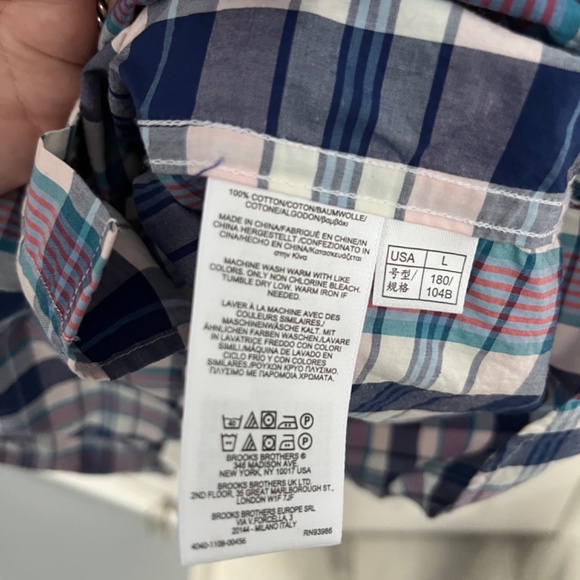 100% COTTON/COTON/BAUMWOLLE/
COTONE/ALGODON/βαμβάκι
MADE IN CHINA/FABRIQUÉ EN CHINE/IN
CHINA HERGESTELLT/CONFEZIONATO IN
CINA/HECHO EN CHINA/Κατασκευάζεται
στην Κίνα
MACHINE WASH WARM WITH LIKE
COLORS. ONLY NON CHLORINE BLEACH.
TUMBLE DRY LOW. WARM IRON IF
NEEDED.
LAVER À LA MACHINE AVEC DES
COULEURS SIMILAIRES./
MASCHINENWÄSCHE KALT. MIT
ÄHNLICHEN FARBEN WASCHEN/LAVARE
IN LAVATRICE FREDDO CON COLORI
SIMILI./MÁQUINA DE LAVADO EN
CICLO FRÍO Y CON COLORES
SIMILARES./ΚΡΥΟ
ΠΛΥΣΙΜΟ ΠΑΡΟΜΟΙΑ ΧΡΩΜΑΤΑ.
40 P
P
BROOKS BROTHERS ®
346 MADISON AVE.
NEW YORK, NY 10017 USA
BROOKS BROTHERS UK LTD.
2ND FLOOR, 35 GREAT MARLBOROUGH ST.,
LONDON W1F 7JF
BROOKS BROTHERS EUROPE SRL
VIA V.FORCELLA, 3
20144 - MILANO ITALY
4040-1108-00456 RN93986
USA L
号型/ 180/
规格 104B